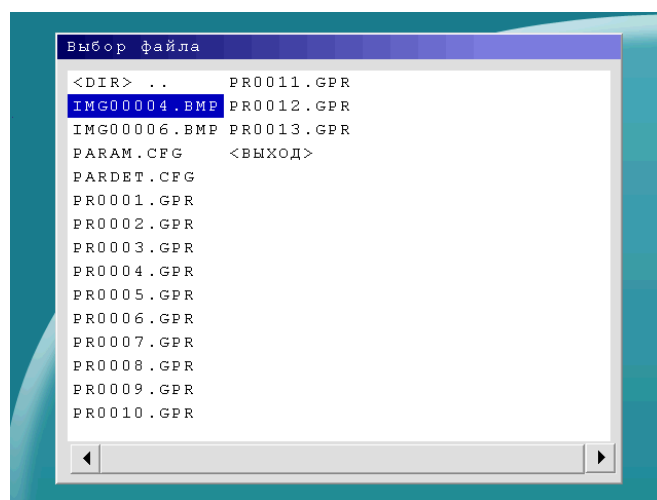 Выбор файла
<DIR> ..
IMG00004.BMP
IMG00006.BMP
PARAM.CFG
PARDET.CFG
PR0001.GPR
PR0002.GPR
PR0003.GPR
PR0004.GPR
PR0005.GPR
PR0006.GPR
PR0007.GPR
PR0008.GPR
PR0009.GPR
PR0010.GPR
PR0011.GPR
PR0012.GPR
PR0013.GPR
<ВЫХОД>